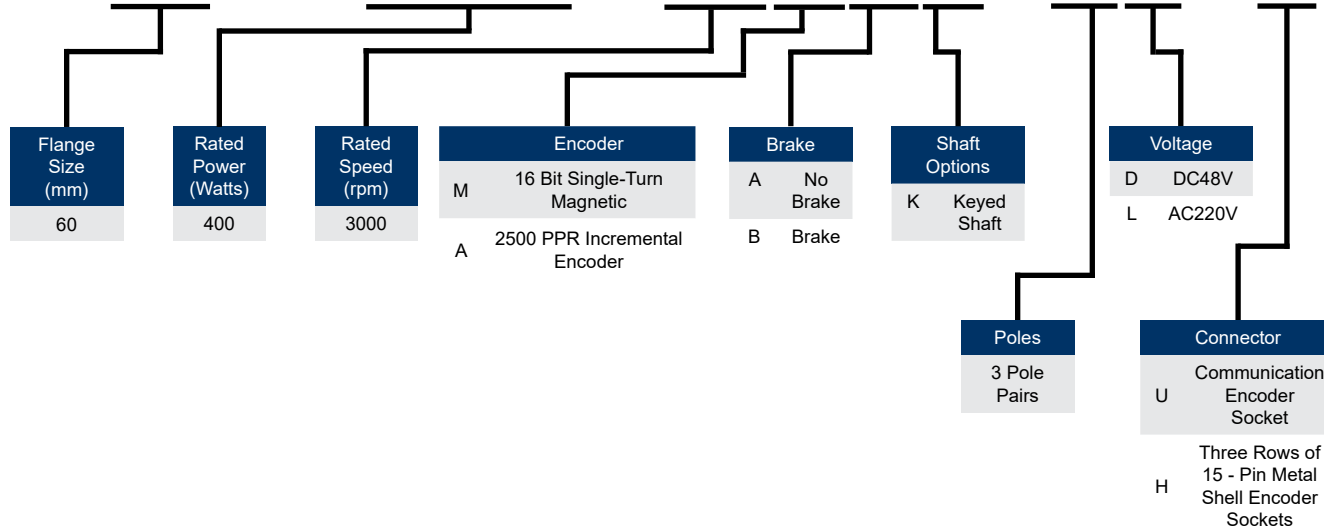 Flange
Size
(mm)
60
Rated
Power
(Watts)
400
Rated
Speed
(rpm)
3000
Encoder
M 16 Bit Single-Turn
Magnetic
A 2500 PPR Incremental
Encoder
Brake
A No
Brake
B Brake
Shaft
Options
K Keyed
Shaft
Voltage
D DC48V
L AC220V
Poles
3 Pole
Pairs
Connector
U Communication
Encoder
Socket
H Three Rows of
15 - Pin Metal
Shell Encoder
Sockets